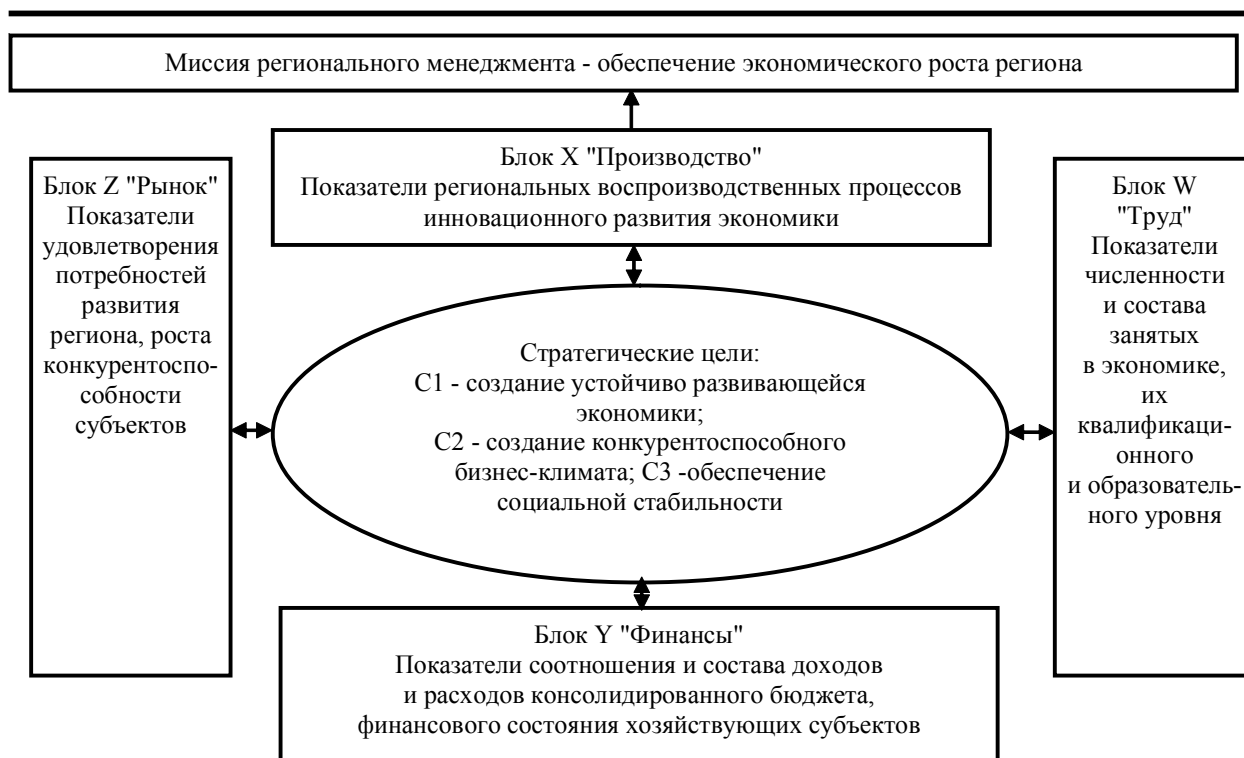 Миссия регионального менеджмента - обеспечение экономического роста региона
Блок X "Производство"
Показатели региональных воспроизводственных процессов
инновационного развития экономики
Блок Z "Рынок"
Показатели
удовлетворения
потребностей
развития
региона, роста
конкурентоспо-
собности
субъектов
Стратегические цели:
С1 - создание устойчиво развивающейся
экономики;
С2 - создание конкурентоспособного
бизнес-климата; С3 -обеспечение
социальной стабильности
Блок W
"Труд"
Показатели
численности
и состава
занятых
в экономике,
их
квалификаци-
онного
и образователь-
ного уровня
Блок Y "Финансы"
Показатели соотношения и состава доходов
и расходов консолидированного бюджета,
финансового состояния хозяйствующих субъектов